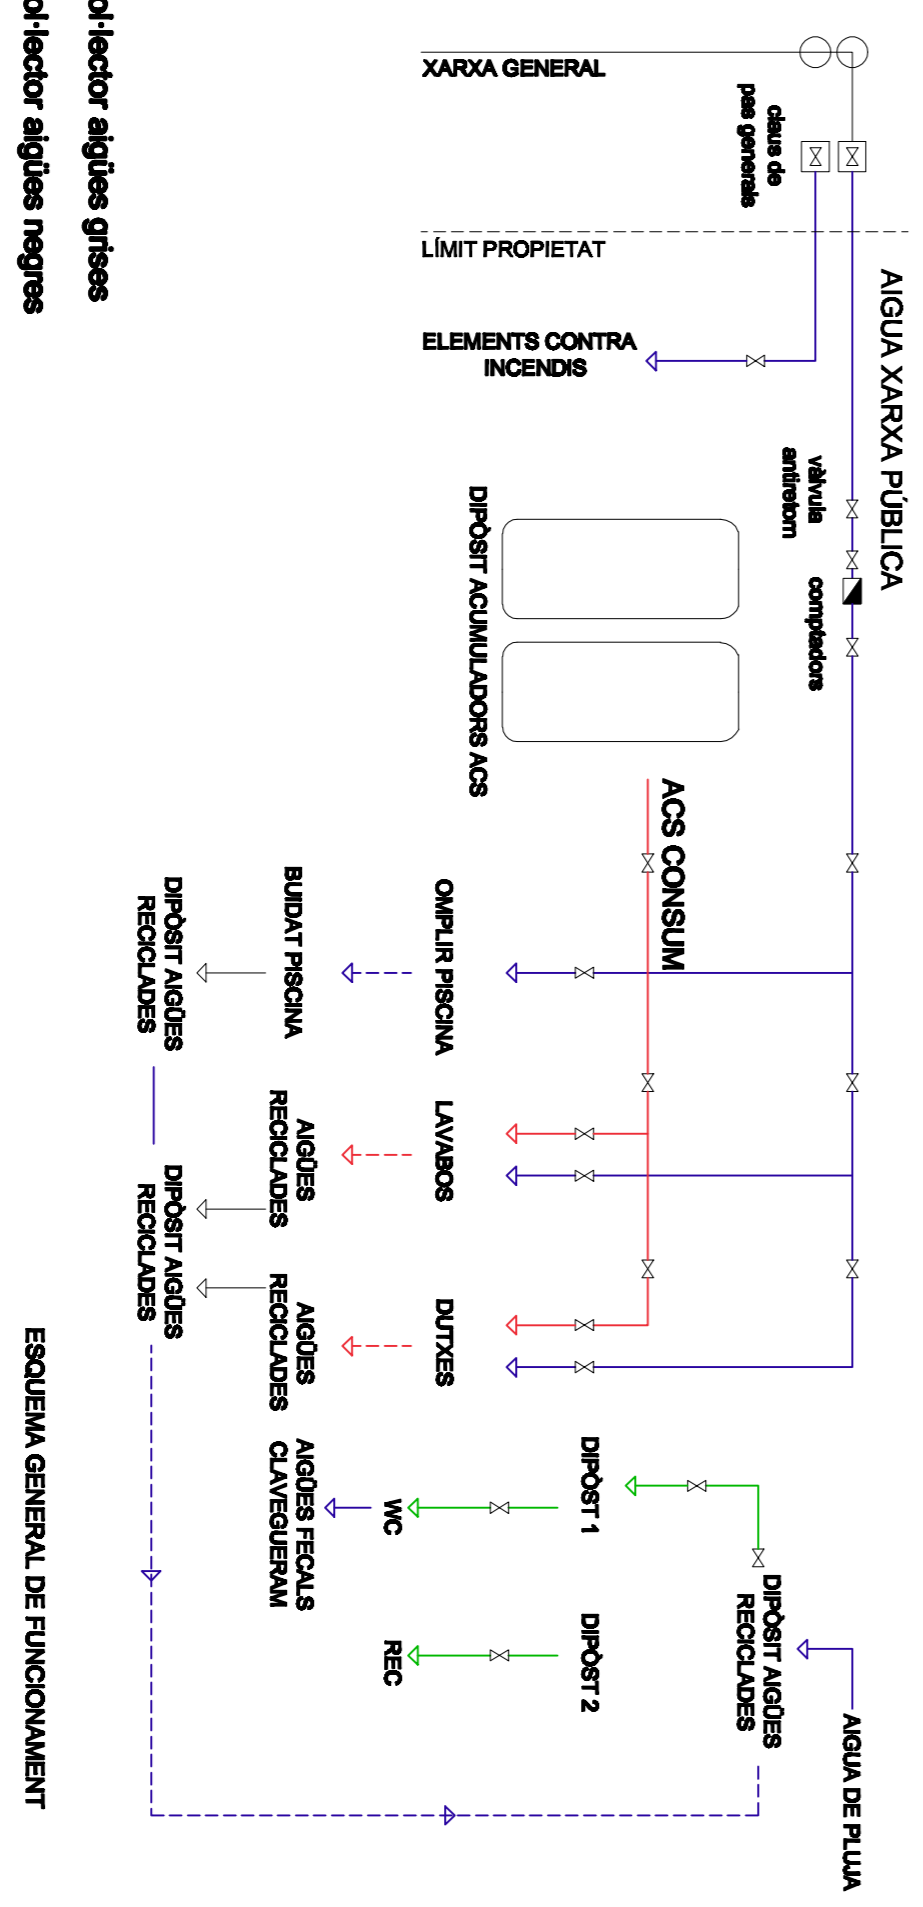 AIGUA XARXA PÚBLICA
XARXA GENERAL
claus de
pas generals
LÍMIT PROPIETAT
ELEMENTS CONTRA
INCENDIS
vàlvula
antiretorn
comptadors
DIPÒSIT ACUMULADORS ACS
ACS CONSUM
OMPLIR PISCINA
LAVABOS
DUTXES
BUIDAT PISCINA
AIGÜES
RECICLADES
AIGÜES
RECICLADES
DIPÒSIT AIGÜES
RECICLADES
DIPÒSIT AIGÜES
RECICLADES
AIGUA DE PLUJA
DIPÒSIT AIGÜES
RECICLADES
DIPÒST 1
DIPÒST 2
WC
REC
AIGÜES FECALS
CLAVEGUERAM
ol·lector aigües grises
ol·lector aigües negres
ESQUEMA GENERAL DE FUNCIONAMENT